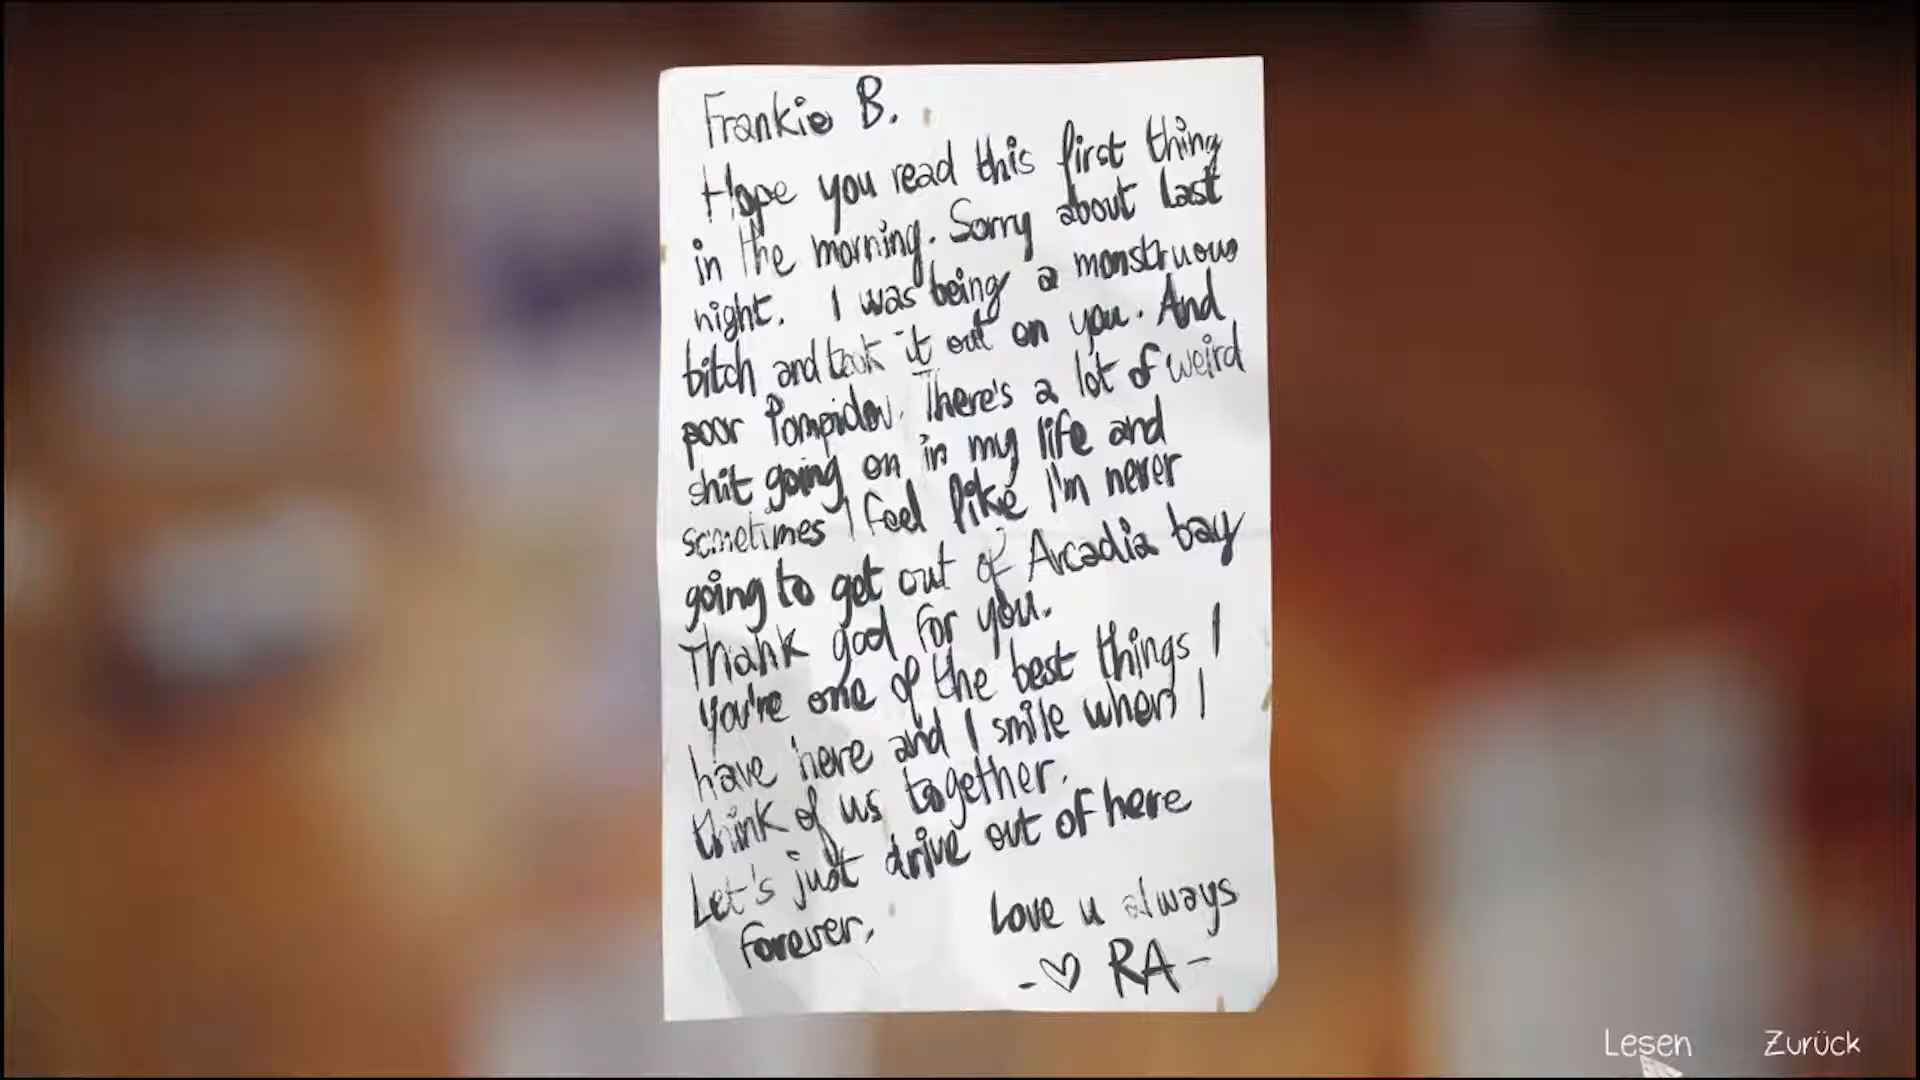 Frankie B.
Hope you read this first thing
in the morning. Sorry about last
night. I was being a monstruous
bitch and took it out on you. And
poor Pompidou. There's a lot of weird
shit going on in my life and
sometimes I feel like I'm never
going to get out of Arcadia bay
Thank god for you.
You're one of the best things I
have here and I smile when I
think of us together.
Let's just drive out of here
forever.
Love u always
-♡ RA-
Lesen Zurück